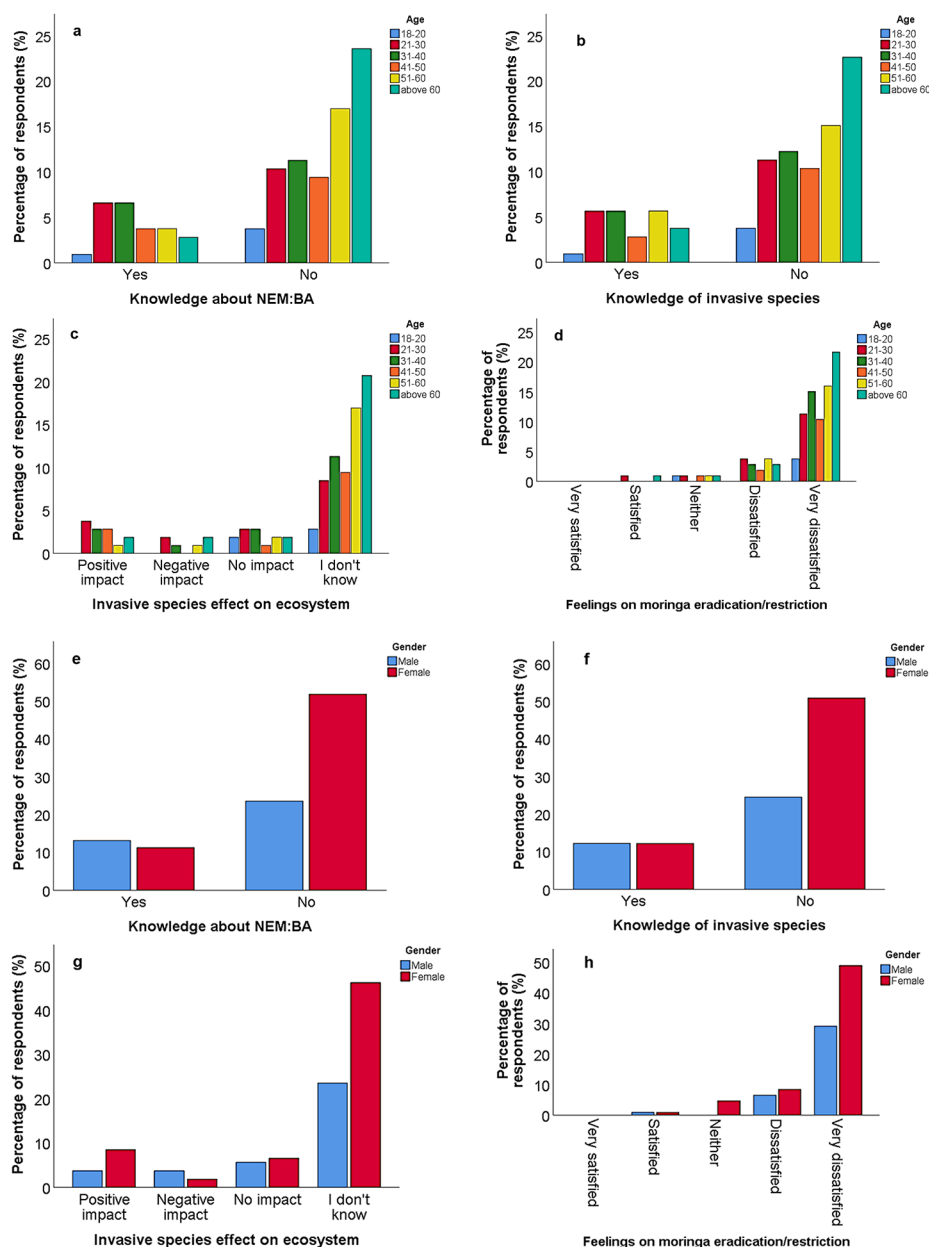 a
Age
18-20
21-30
31-40
41-50
51-60
above 60
Percentage of respondents (%)
25
20
15
10
5
0
Yes
No
Knowledge about NEM:BA
b
Age
18-20
21-30
31-40
41-50
51-60
above 60
Percentage of respondents (%)
25
20
15
10
5
0
Yes
No
Knowledge of invasive species
c
Age
18-20
21-30
31-40
41-50
51-60
above 60
Percentage of respondents (%)
25
20
15
10
5
0
Positive
impact
Negative
impact
No impact
I don't
know
Invasive species effect on ecosystem
d
Age
18-20
21-30
31-40
41-50
51-60
above 60
Percentage of
respondents (%)
25
20
15
10
5
0
Very satisfied
Satisfied
Neither
Dissatisfied
Very dissatisfied
Feelings on moringa eradication/restriction
e
Gender
Male
Female
Percentage of respondents (%)
60
50
40
30
20
10
0
Yes
No
Knowledge about NEM:BA
f
Gender
Male
Female
Percentage of respondents (%)
60
50
40
30
20
10
0
Yes
No
Knowledge of invasive species
g
Gender
Male
Female
Percentage of respondents (%)
50
40
30
20
10
0
Positive
impact
Negative
impact
No impact
I don't
know
Invasive species effect on ecosystem
h
Gender
Male
Female
Percentage of
respondents (%)
50
40
30
20
10
0
Very satisfied
Satisfied
Neither
Dissatisfied
Very dissatisfied
Feelings on moringa eradication/restriction